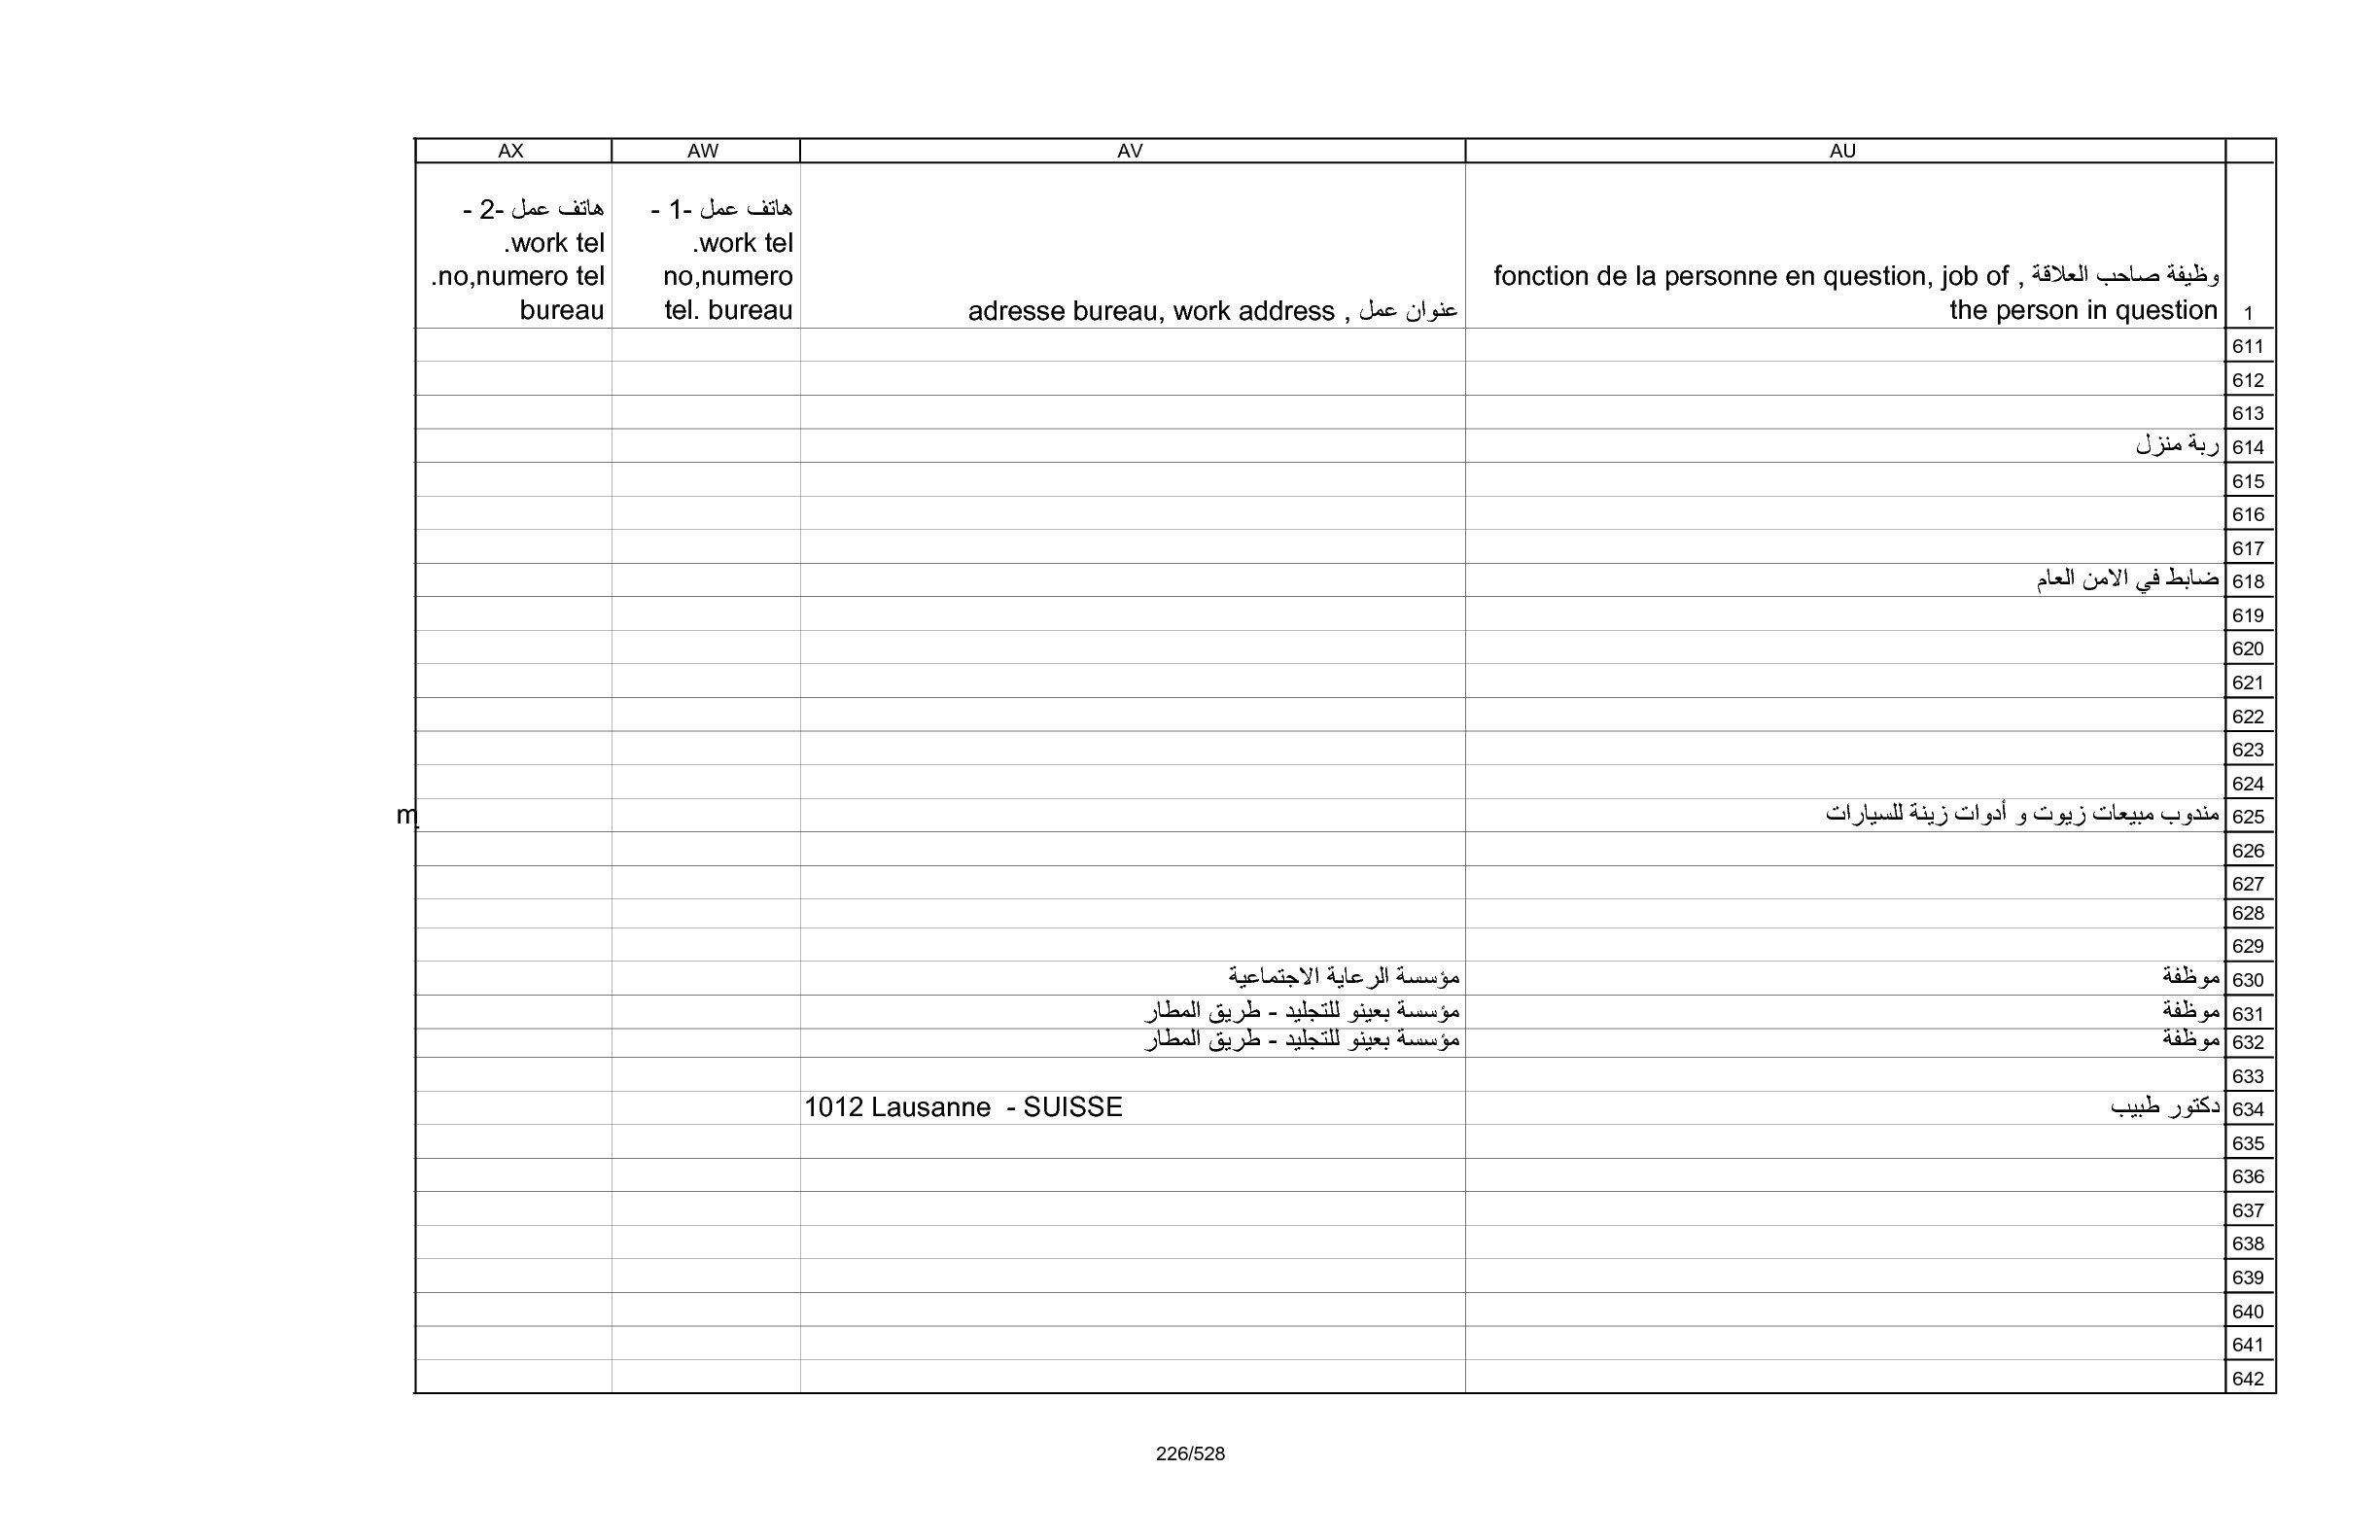 AU AV AW AX
1
وظيفة صاحب العلاقة , fonction de la personne en question, job of
the person in question
عنوان عمل , adresse bureau, work address
هاتف عمل -1 -
work tel.
no,numero
tel. bureau
هاتف عمل -2 -
work tel.
no,numero tel.
bureau
611
612
613
614 ربة منزل
615
616
617
618 ضابط في الامن العام
619
620
621
622
623
624
625 مندوب مبيعات زيوت و أدوات زينة للسيارات
626
627
628
629
630 موظفة مؤسسة الرعاية الاجتماعية
631 موظفة مؤسسة بعينو للتجليد - طريق المطار
632 موظفة مؤسسة بعينو للتجليد - طريق المطار
633
634 دكتور طبيب 1012 Lausanne - SUISSE
635
636
637
638
639
640
641
642
226/528